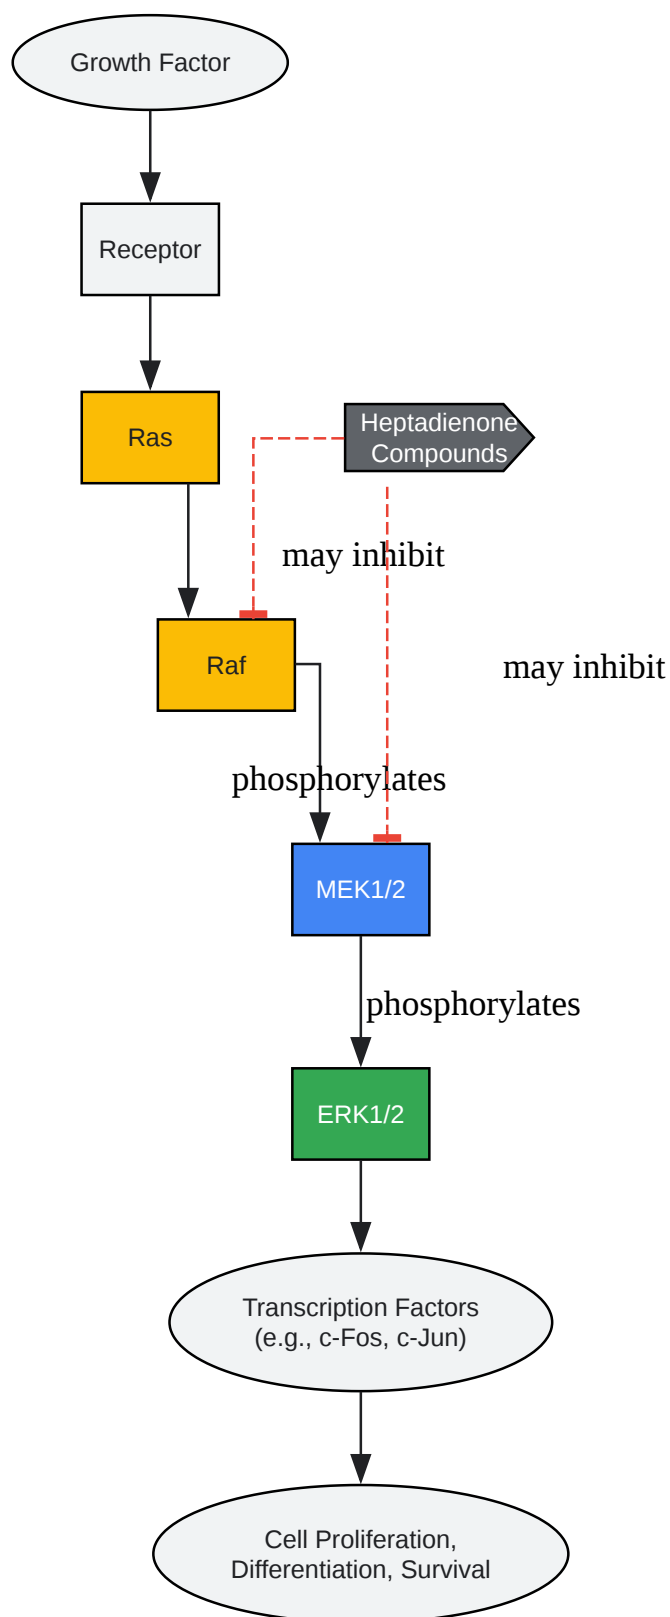 Growth Factor
Receptor
Ras
Heptadienone
Compounds
may inhibit
Raf
may inhibit
phosphorylates
MEK1/2
phosphorylates
ERK1/2
Transcription Factors
(e.g., c-Fos, c-Jun)
Cell Proliferation,
Differentiation, Survival